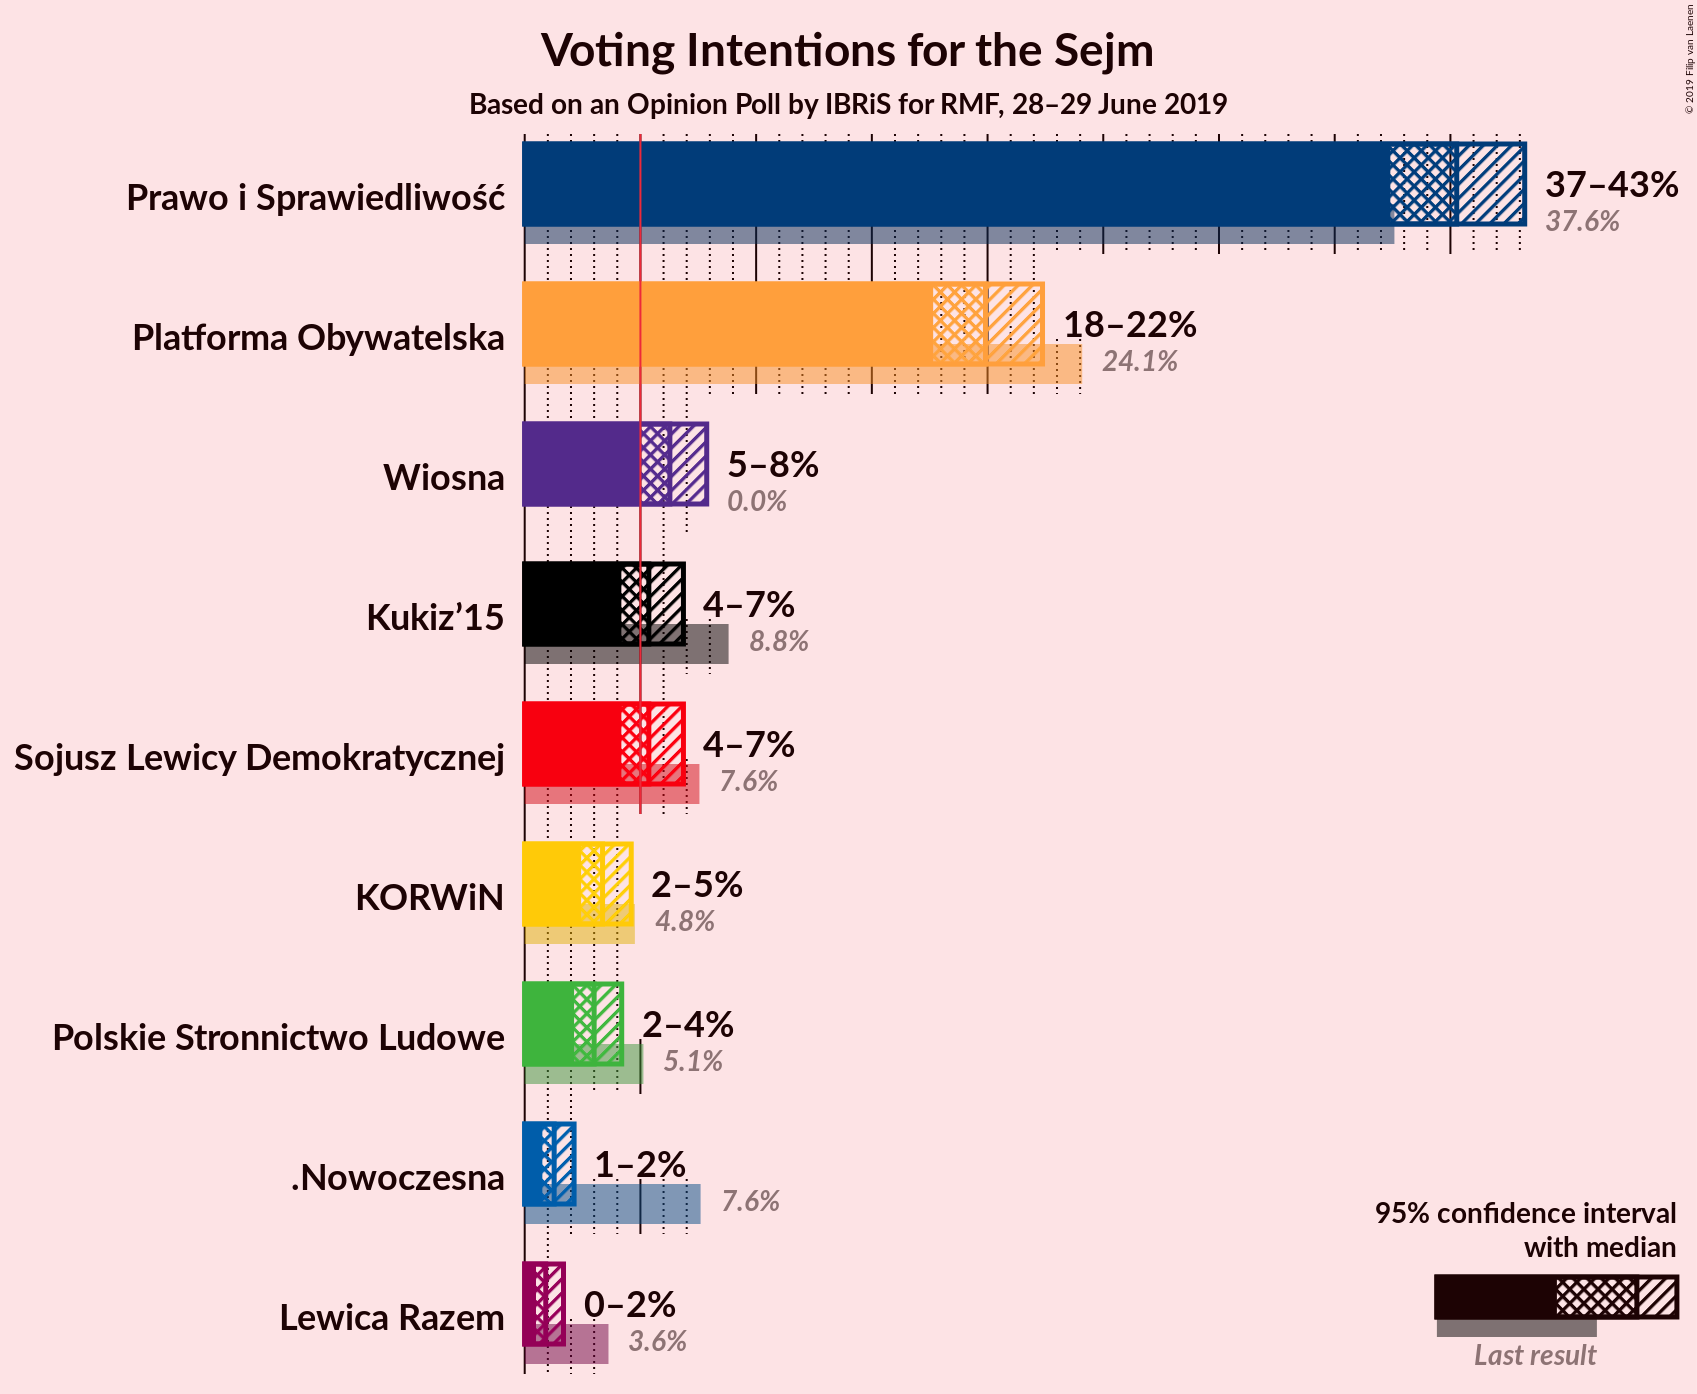 Voting Intentions for the Sejm
Based on an Opinion Poll by IBRiS for RMF, 28–29 June 2019
© 2019 Filip van Laenen
Prawo i Sprawiedliwość
37–43%
37.6%
Platforma Obywatelska
18–22%
24.1%
Wiosna
5–8%
0.0%
Kukiz’15
4–7%
8.8%
Sojusz Lewicy Demokratycznej
4–7%
7.6%
KORWiN
2–5%
4.8%
Polskie Stronnictwo Ludowe
2–4%
5.1%
.Nowoczesna
1–2%
7.6%
Lewica Razem
0–2%
3.6%
95% confidence interval
with median
Last result